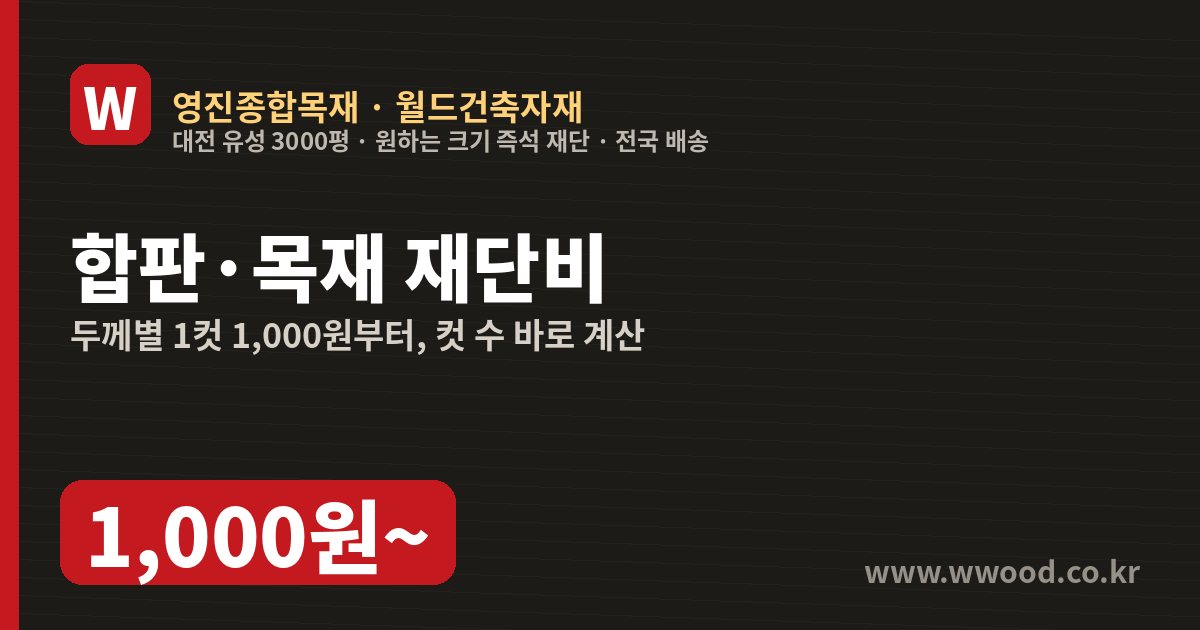 W
영진종합목재 · 월드건축자재
대전 유성 3000평 · 원하는 크기 즉석 재단 · 전국 배송
합판·목재 재단비
두께별 1컷 1,000원부터, 컷 수 바로 계산
1,000원~
www.wwood.co.kr